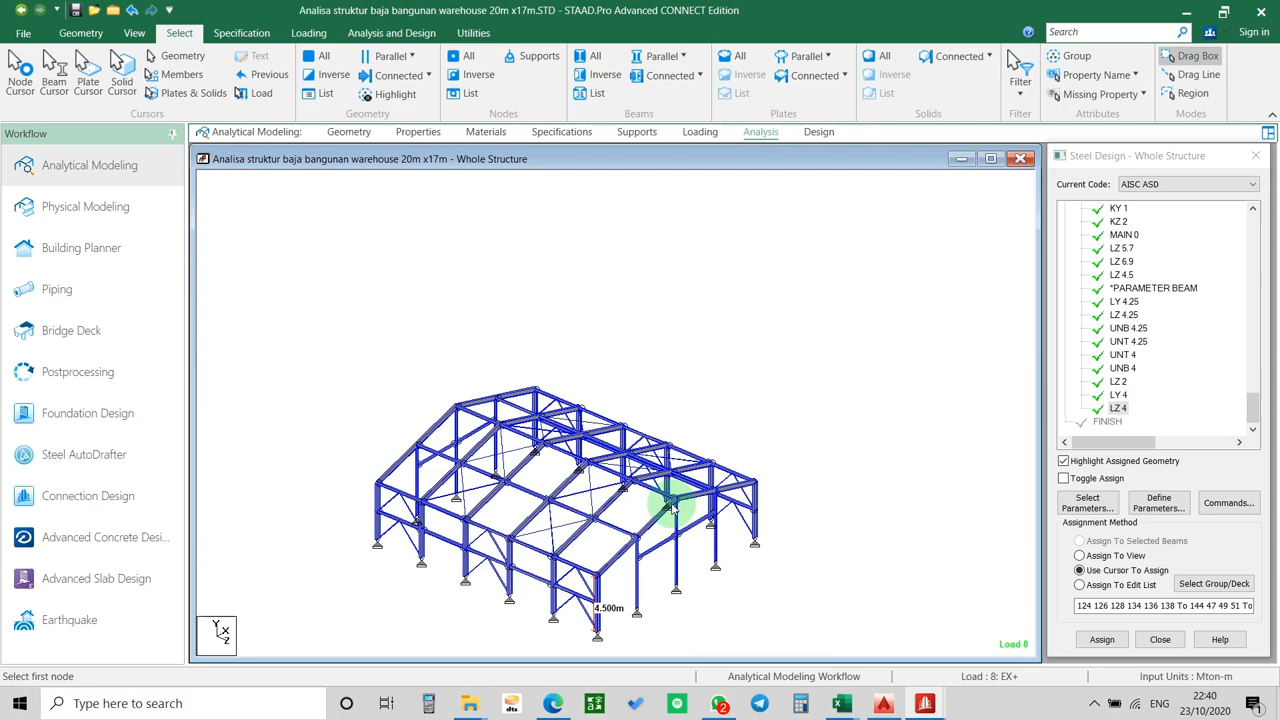 Analisa struktur baja bangunan warehouse 20m x17m.STD - STAAD.Pro Advanced CONNECT Edition
File
Geometry
View
Select
Specification
Loading
Analysis and Design
Utilities
Search
Sign in
Node Cursor
Beam Cursor
Plate Cursor
Solid Cursor
Geometry
Members
Plates & Solids
Text
Previous
Load
Cursors
All
Inverse
List
Parallel
Connected
Highlight
Geometry
All
Inverse
List
Supports
Nodes
All
Inverse
List
Parallel
Connected
Beams
All
Inverse
List
Parallel
Connected
Plates
All
Inverse
List
Connected
Solids
Filter
Filter
Group
Property Name
Missing Property
Attributes
Drag Box
Drag Line
Region
Modes
Workflow
Analytical Modeling
Physical Modeling
Building Planner
Piping
Bridge Deck
Postprocessing
Foundation Design
Steel AutoDrafter
Connection Design
Advanced Concrete Desi...
Advanced Slab Design
Earthquake
Analytical Modeling:
Geometry
Properties
Materials
Specifications
Supports
Loading
Analysis
Design
Analisa struktur baja bangunan warehouse 20m x17m - Whole Structure
4.500m
Y
X
Z
Load 8
Steel Design - Whole Structure
Current Code:
AISC ASD
KY 1
KZ 2
MAIN 0
LZ 5.7
LZ 6.9
LZ 4.5
*PARAMETER BEAM
LY 4.25
LZ 4.25
UNB 4.25
UNT 4.25
UNT 4
UNB 4
LZ 2
LY 4
LZ 4
FINISH
Highlight Assigned Geometry
Toggle Assign
Select Parameters...
Define Parameters...
Commands...
Assignment Method
Assign To Selected Beams
Assign To View
Use Cursor To Assign
Assign To Edit List
Select Group/Deck
124 126 128 134 136 138 To 144 47 49 51 To
Assign
Close
Help
Select first node
Analytical Modeling Workflow
Load : 8: EX+
Input Units : Mton-m
Type here to search
dts
2
22:40
23/10/2020
1